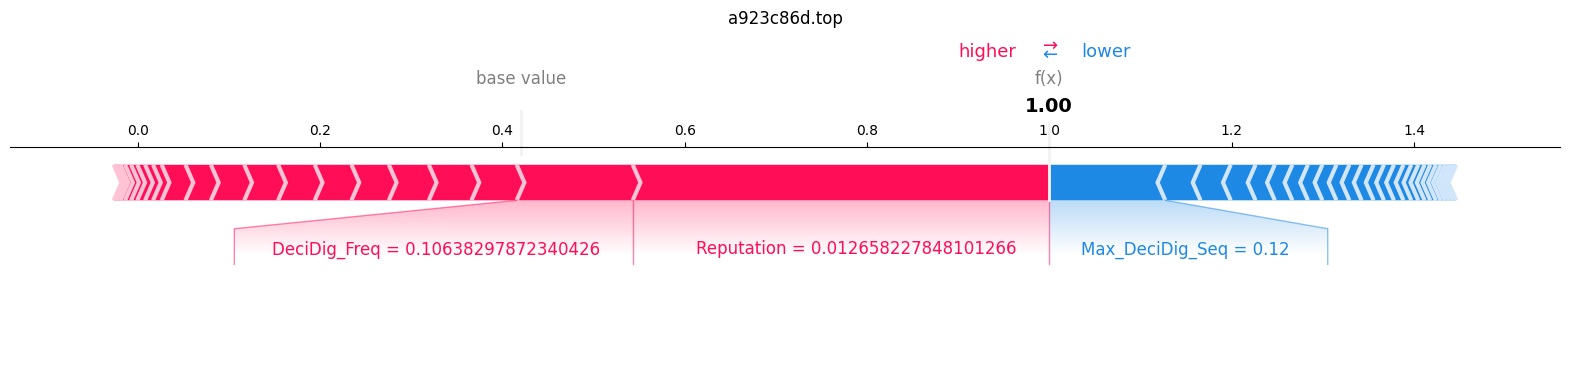 a923c86d.top
higher ⇄ lower
base value f(x)
1.00
0.0 0.2 0.4 0.6 0.8 1.0 1.2 1.4
DeciDig_Freq = 0.10638297872340426 Reputation = 0.012658227848101266 Max_DeciDig_Seq = 0.12